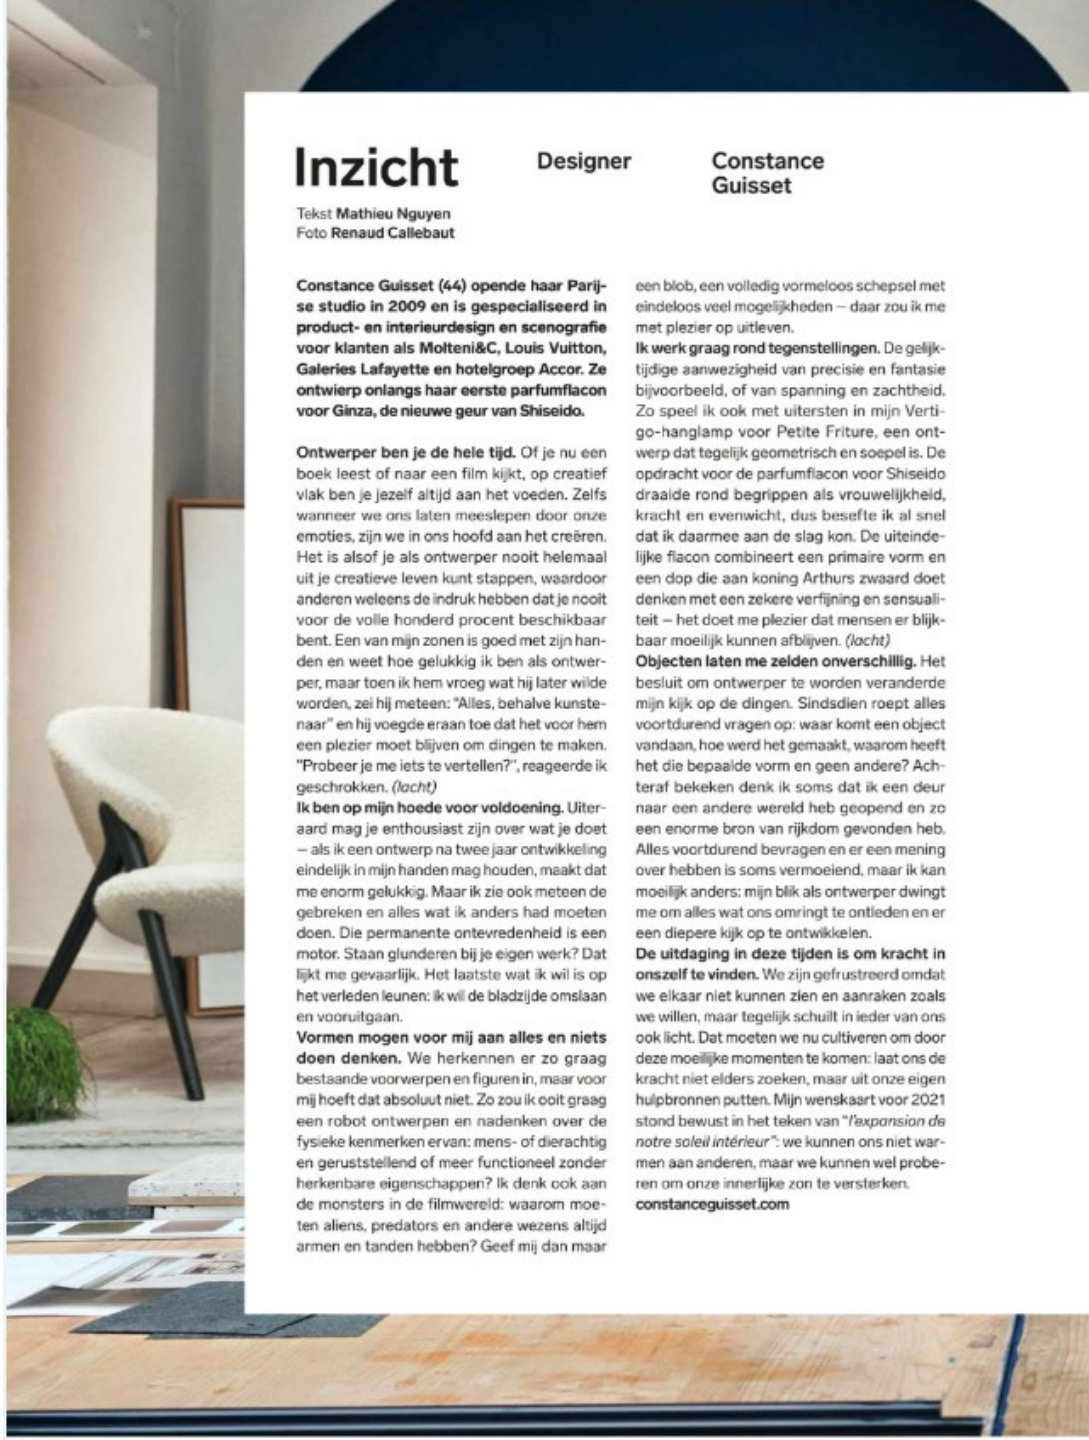 Inzicht
Designer
Constance
Guisset
Tekst Mathieu Nguyen
Foto Renaud Callebaut
Constance Guisset (44) opende haar Parij-
se studio in 2009 en is gespecialiseerd in
product- en interieurdesign en scenografie
voor klanten als Molteni&C, Louis Vuitton,
Galeries Lafayette en hotelgroep Accor. Ze
ontwierp onlangs haar eerste parfumflacon
voor Ginza, de nieuwe geur van Shiseido.
Ontwerper ben je de hele tijd. Of je nu een
boek leest of naar een film kijkt, op creatief
vlak ben je jezelf altijd aan het voeden. Zelfs
wanneer we ons laten meeslepen door onze
emoties, zijn we in ons hoofd aan het creëren.
Het is alsof je als ontwerper nooit helemaal
uit je creatieve leven kunt stappen, waardoor
anderen weleens de indruk hebben dat je nooit
voor de volle honderd procent beschikbaar
bent. Een van mijn zonen is goed met zijn han-
den en weet hoe gelukkig ik ben als ontwer-
per, maar toen ik hem vroeg wat hij later wilde
worden, zei hij meteen: "Alles, behalve kunste-
naar" en hij voegde eraan toe dat het voor hem
een plezier moet blijven om dingen te maken.
"Probeer je me iets te vertellen?", reageerde ik
geschrokken. (lacht)
Ik ben op mijn hoede voor voldoening. Uiter-
aard mag je enthousiast zijn over wat je doet
– als ik een ontwerp na twee jaar ontwikkeling
eindelijk in mijn handen mag houden, maakt dat
me enorm gelukkig. Maar ik zie ook meteen de
gebreken en alles wat ik anders had moeten
doen. Die permanente ontevredenheid is een
motor. Staan glunderen bij je eigen werk? Dat
lijkt me gevaarlijk. Het laatste wat ik wil is op
het verleden leunen: ik wil de bladzijde omslaan
en vooruitgaan.
Vormen mogen voor mij aan alles en niets
doen denken. We herkennen er zo graag
bestaande voorwerpen en figuren in, maar voor
mij hoeft dat absoluut niet. Zo zou ik ooit graag
een robot ontwerpen en nadenken over de
fysieke kenmerken ervan: mens- of dierachtig
en geruststellend of meer functioneel zonder
herkenbare eigenschappen? Ik denk ook aan
de monsters in de filmwereld: waarom moe-
ten aliens, predators en andere wezens altijd
armen en tanden hebben? Geef mij dan maar
een blob, een volledig vormeloos schepsel met
eindeloos veel mogelijkheden – daar zou ik me
met plezier op uitleven.
Ik werk graag rond tegenstellingen. De gelijk-
tijdige aanwezigheid van precisie en fantasie
bijvoorbeeld, of van spanning en zachtheid.
Zo speel ik ook met uitersten in mijn Verti-
go-hanglamp voor Petite Friture, een ont-
werp dat tegelijk geometrisch en soepel is. De
opdracht voor de parfumflacon voor Shiseido
draaide rond begrippen als vrouwelijkheid,
kracht en evenwicht, dus besefte ik al snel
dat ik daarmee aan de slag kon. De uiteinde-
lijke flacon combineert een primaire vorm en
een dop die aan koning Arthurs zwaard doet
denken met een zekere verfijning en sensuali-
teit – het doet me plezier dat mensen er blijk-
baar moeilijk kunnen afblijven. (lacht)
Objecten laten me zelden onverschillig. Het
besluit om ontwerper te worden veranderde
mijn kijk op de dingen. Sindsdien roept alles
voortdurend vragen op: waar komt een object
vandaan, hoe werd het gemaakt, waarom heeft
het die bepaalde vorm en geen andere? Ach-
teraf bekeken denk ik soms dat ik een deur
naar een andere wereld heb geopend en zo
een enorme bron van rijkdom gevonden heb.
Alles voortdurend bevragen en er een mening
over hebben is soms vermoeiend, maar ik kan
moeilijk anders: mijn blik als ontwerper dwingt
me om alles wat ons omringt te ontleden en er
een diepere kijk op te ontwikkelen.
De uitdaging in deze tijden is om kracht in
onszelf te vinden. We zijn gefrustreerd omdat
we elkaar niet kunnen zien en aanraken zoals
we willen, maar tegelijk schuilt in ieder van ons
ook licht. Dat moeten we nu cultiveren om door
deze moeilijke momenten te komen: laat ons de
kracht niet elders zoeken, maar uit onze eigen
hulpbronnen putten. Mijn wenskaart voor 2021
stond bewust in het teken van "l'expansion de
notre soleil intérieur": we kunnen ons niet war-
men aan anderen, maar we kunnen wel probe-
ren om onze innerlijke zon te versterken.
constanceguisset.com